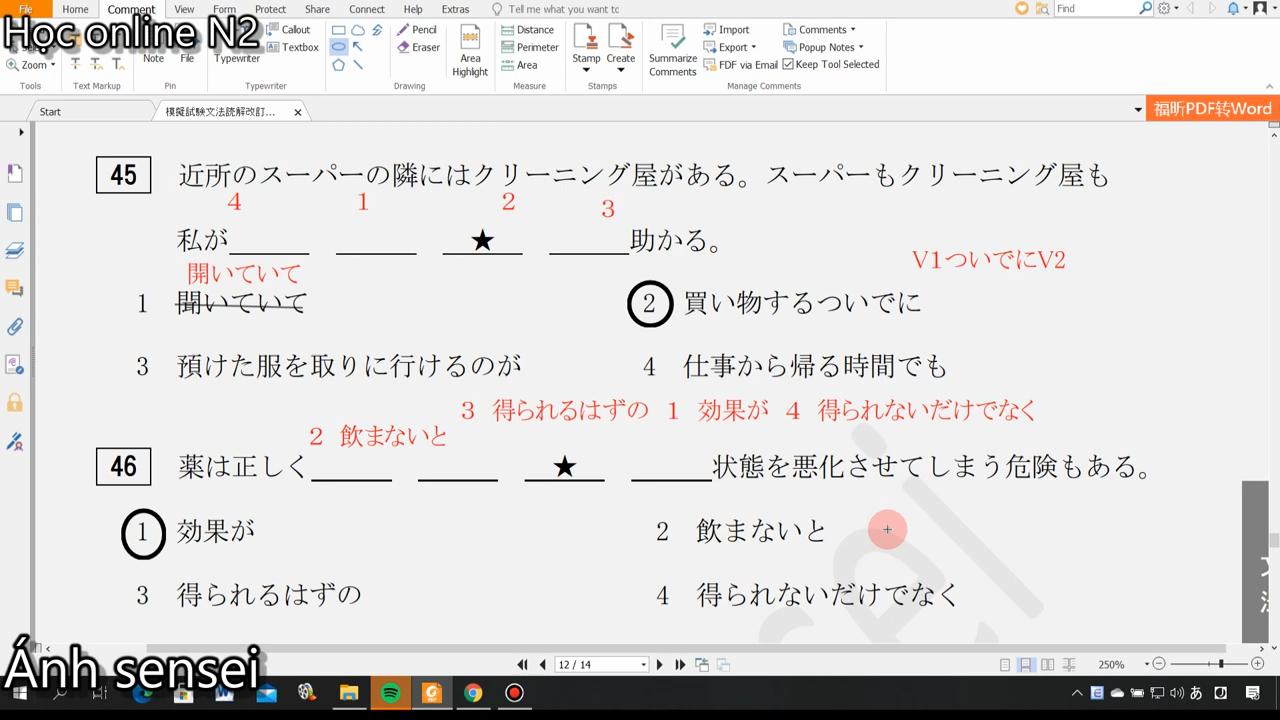 File Home Comment View Form Protect Share Connect Help Extras Tell me what you want to Find
Học online N2
Callout Pencil Distance Import Comments
Textbox Eraser Perimeter Export Popup Notes
Zoom Note File Typewriter Area Highlight Area Stamp Create Summarize Comments FDF via Email Keep Tool Selected
Tools Text Markup Pin Typewriter Drawing Measure Stamps Manage Comments
Start 模擬試験文法読解改訂... 福昕PDF转Word
45 近所のスーパーの隣にはクリーニング屋がある。スーパーもクリーニング屋も
4 1 2 3
私が ★ 助かる。
開いていて V1ついでにV2
1 聞いていて 2 買い物するついでに
3 預けた服を取りに行けるのが 4 仕事から帰る時間でも
3 得られるはずの 1 効果が 4 得られないだけでなく
2 飲まないと
46 薬は正しく ★ 状態を悪化させてしまう危険もある。
1 効果が 2 飲まないと
3 得られるはずの 4 得られないだけでなく
Ánh sensei
12 / 14 250%